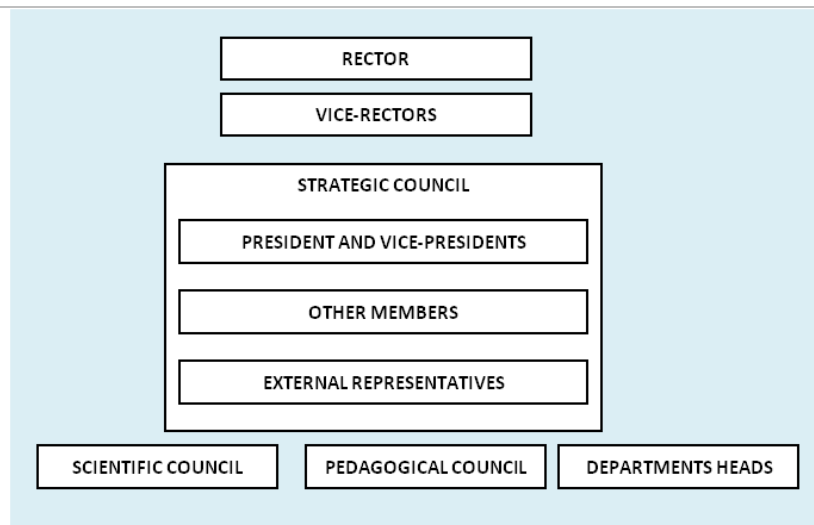 RECTOR
VICE-RECTORS
STRATEGIC COUNCIL
PRESIDENT AND VICE-PRESIDENTS
OTHER MEMBERS
EXTERNAL REPRESENTATIVES
SCIENTIFIC COUNCIL
PEDAGOGICAL COUNCIL
DEPARTMENTS HEADS